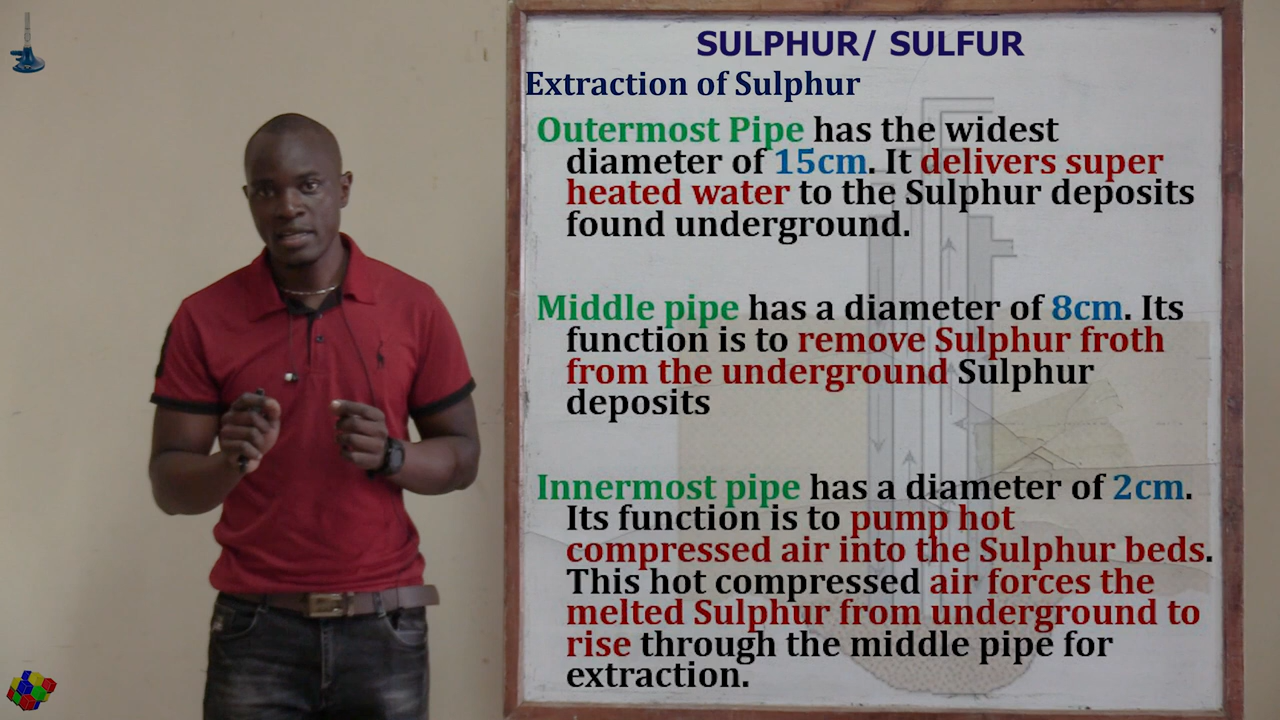 SULPHUR/ SULFUR
Extraction of Sulphur
Outermost Pipe has the widest
diameter of 15cm. It delivers super
heated water to the Sulphur deposits
found underground.
Middle pipe has a diameter of 8cm. Its
function is to remove Sulphur froth
from the underground Sulphur
deposits
Innermost pipe has a diameter of 2cm.
Its function is to pump hot
compressed air into the Sulphur beds.
This hot compressed air forces the
melted Sulphur from underground to
rise through the middle pipe for
extraction.